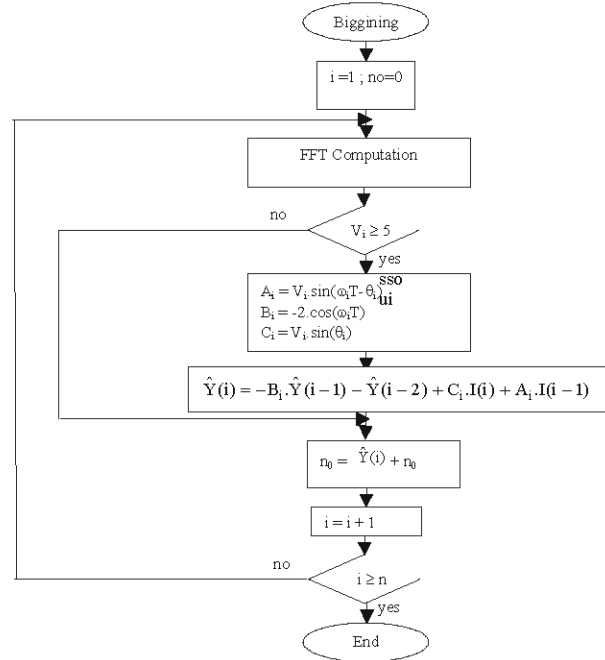 Biggining
i =1 ; no=0
FFT Computation
no
Vᵢ ≥ 5
yes
sso
ui
Aᵢ = Vᵢ.sin(ωᵢT-θᵢ)
Bᵢ = -2.cos(ωᵢT)
Cᵢ = Vᵢ.sin(θᵢ)
Ŷ(i) = −Bᵢ.Ŷ(i−1) − Ŷ(i−2) + Cᵢ.I(i) + Aᵢ.I(i−1)
n₀ = Ŷ(i) + n₀
i = i + 1
no
i ≥ n
yes
End